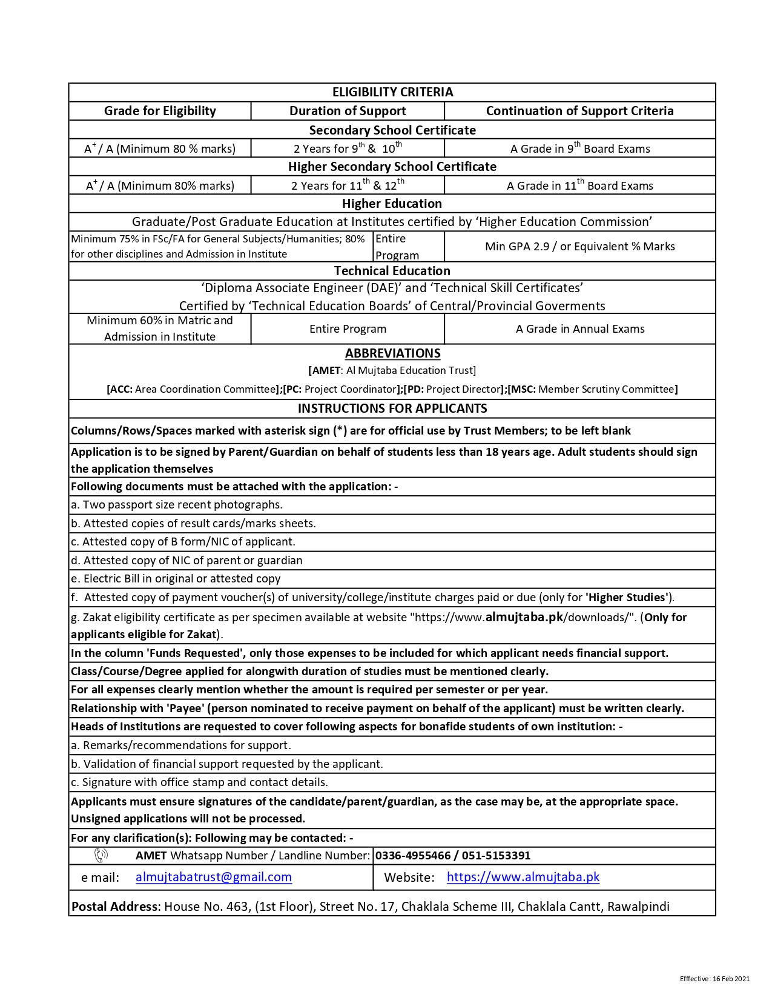 ELIGIBILITY CRITERIA
Grade for Eligibility Duration of Support Continuation of Support Criteria
Secondary School Certificate
A+ / A (Minimum 80 % marks) 2 Years for 9th & 10th A Grade in 9th Board Exams
Higher Secondary School Certificate
A+ / A (Minimum 80% marks) 2 Years for 11th & 12th A Grade in 11th Board Exams
Higher Education
Graduate/Post Graduate Education at Institutes certified by ‘Higher Education Commission’
Minimum 75% in FSc/FA for General Subjects/Humanities; 80%
for other disciplines and Admission in Institute
Entire
Program
Min GPA 2.9 / or Equivalent % Marks
Technical Education
‘Diploma Associate Engineer (DAE)’ and ‘Technical Skill Certificates’
Certified by ‘Technical Education Boards’ of Central/Provincial Goverments
Minimum 60% in Matric and
Admission in Institute
Entire Program
A Grade in Annual Exams
ABBREVIATIONS
[AMET: Al Mujtaba Education Trust]
[ACC: Area Coordination Committee];[PC: Project Coordinator];[PD: Project Director];[MSC: Member Scrutiny Committee]
INSTRUCTIONS FOR APPLICANTS
Columns/Rows/Spaces marked with asterisk sign (*) are for official use by Trust Members; to be left blank
Application is to be signed by Parent/Guardian on behalf of students less than 18 years age. Adult students should sign
the application themselves
Following documents must be attached with the application: -
a. Two passport size recent photographs.
b. Attested copies of result cards/marks sheets.
c. Attested copy of B form/NIC of applicant.
d. Attested copy of NIC of parent or guardian
e. Electric Bill in original or attested copy
f. Attested copy of payment voucher(s) of university/college/institute charges paid or due (only for 'Higher Studies').
g. Zakat eligibility certificate as per specimen available at website "https://www.almujtaba.pk/downloads/". (Only for
applicants eligible for Zakat).
In the column 'Funds Requested', only those expenses to be included for which applicant needs financial support.
Class/Course/Degree applied for alongwith duration of studies must be mentioned clearly.
For all expenses clearly mention whether the amount is required per semester or per year.
Relationship with 'Payee' (person nominated to receive payment on behalf of the applicant) must be written clearly.
Heads of Institutions are requested to cover following aspects for bonafide students of own institution: -
a. Remarks/recommendations for support.
b. Validation of financial support requested by the applicant.
c. Signature with office stamp and contact details.
Applicants must ensure signatures of the candidate/parent/guardian, as the case may be, at the appropriate space.
Unsigned applications will not be processed.
For any clarification(s): Following may be contacted: -
AMET Whatsapp Number / Landline Number: 0336-4955466 / 051-5153391
e mail: almujtabatrust@gmail.com Website: https://www.almujtaba.pk
Postal Address: House No. 463, (1st Floor), Street No. 17, Chaklala Scheme III, Chaklala Cantt, Rawalpindi
Efffective: 16 Feb 2021